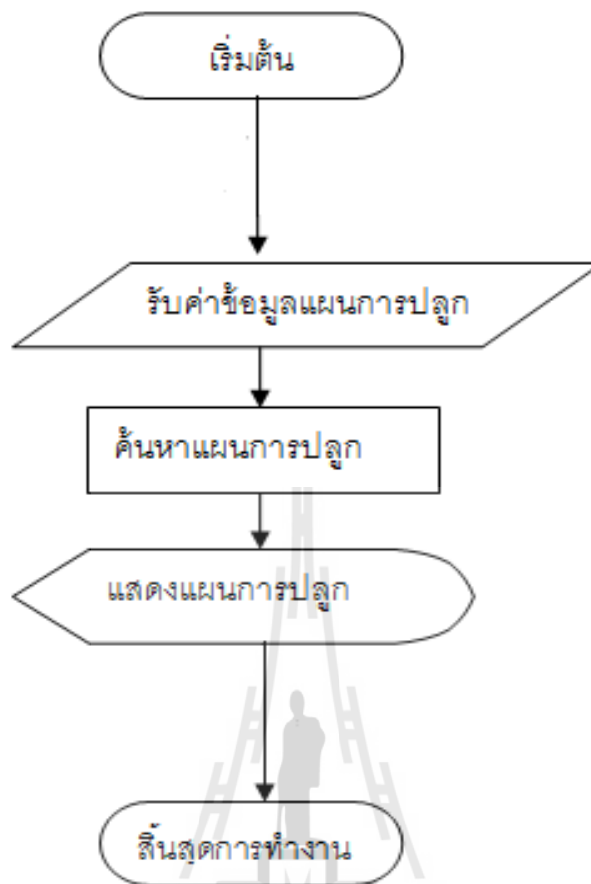 เริ่มต้น
รับค่าข้อมูลแผนการปลูก
ค้นหาแผนการปลูก
แสดงแผนการปลูก
สิ้นสุดการทำงาน